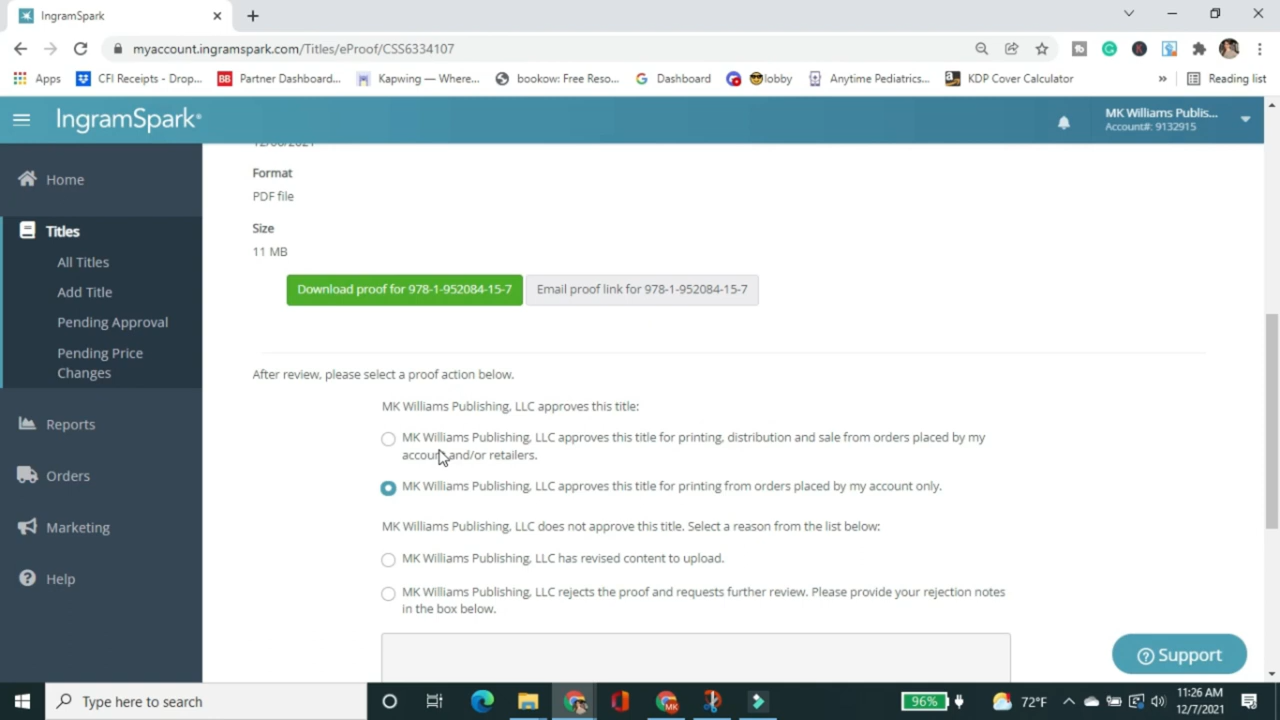 IngramSpark
myaccount.ingramspark.com/Titles/eProof/CSS6334107
Apps
CFI Receipts - Drop...
BB
Partner Dashboard...
Kapwing — Where...
bookow: Free Reso...
Dashboard
lobby
Anytime Pediatrics...
KDP Cover Calculator
»
Reading list
IngramSpark®
MK Williams Publis...
Account#: 9132915
Home
Titles
All Titles
Add Title
Pending Approval
Pending Price
Changes
Reports
Orders
Marketing
Help
Format
PDF file
Size
11 MB
Download proof for 978-1-952084-15-7
Email proof link for 978-1-952084-15-7
After review, please select a proof action below.
MK Williams Publishing, LLC approves this title:
MK Williams Publishing, LLC approves this title for printing, distribution and sale from orders placed by my
account and/or retailers.
MK Williams Publishing, LLC approves this title for printing from orders placed by my account only.
MK Williams Publishing, LLC does not approve this title. Select a reason from the list below:
MK Williams Publishing, LLC has revised content to upload.
MK Williams Publishing, LLC rejects the proof and requests further review. Please provide your rejection notes
in the box below.
Support
Type here to search
96%
72°F
11:26 AM
12/7/2021